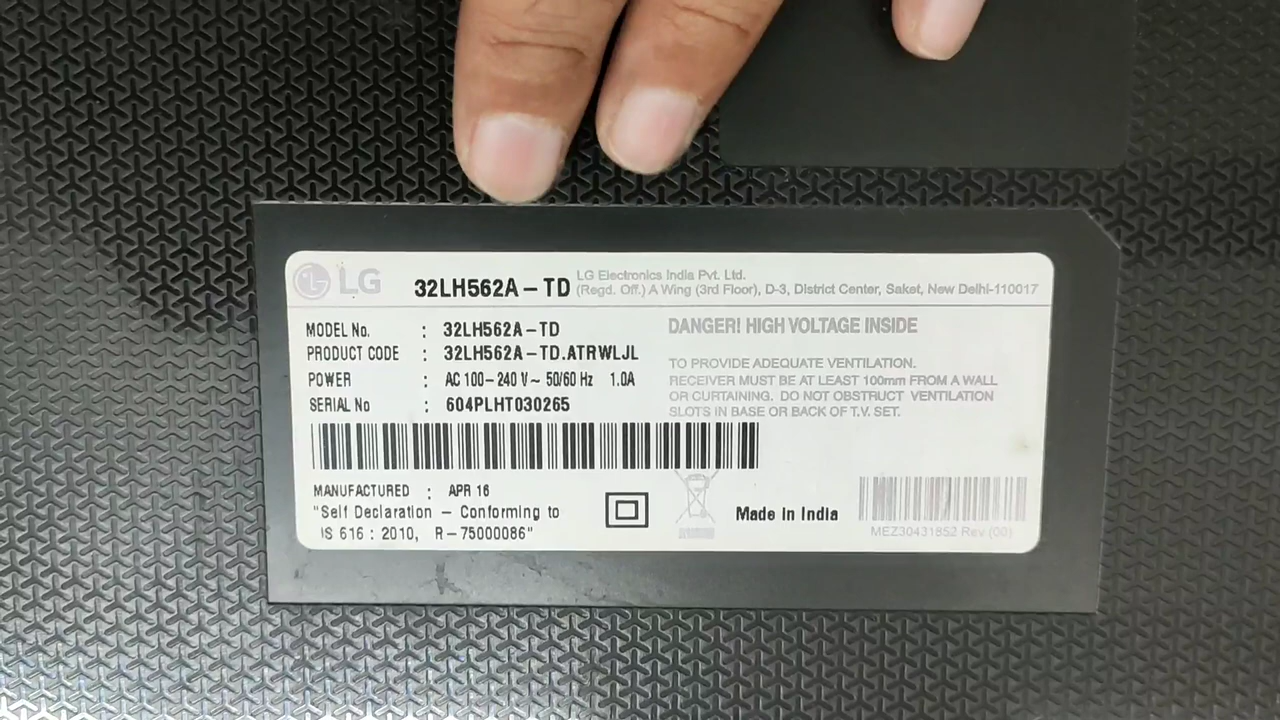 LG 32LH562A-TD LG Electronics India Pvt. Ltd.
(Regd. Off.) A Wing (3rd Floor), D-3, District Center, Saket, New Delhi-110017
MODEL No. : 32LH562A-TD
PRODUCT CODE : 32LH562A-TD.ATRWLJL
POWER : AC 100-240 V~ 50/60 Hz 1.0A
SERIAL No : 604PLHT030265
DANGER! HIGH VOLTAGE INSIDE
TO PROVIDE ADEQUATE VENTILATION.
RECEIVER MUST BE AT LEAST 100mm FROM A WALL
OR CURTAINING. DO NOT OBSTRUCT VENTILATION
SLOTS IN BASE OR BACK OF T.V. SET.
MANUFACTURED : APR 16
"Self Declaration - Conforming to
IS 616 : 2010, R-75000086"
Made in India
MEZ30431852 Rev (00)